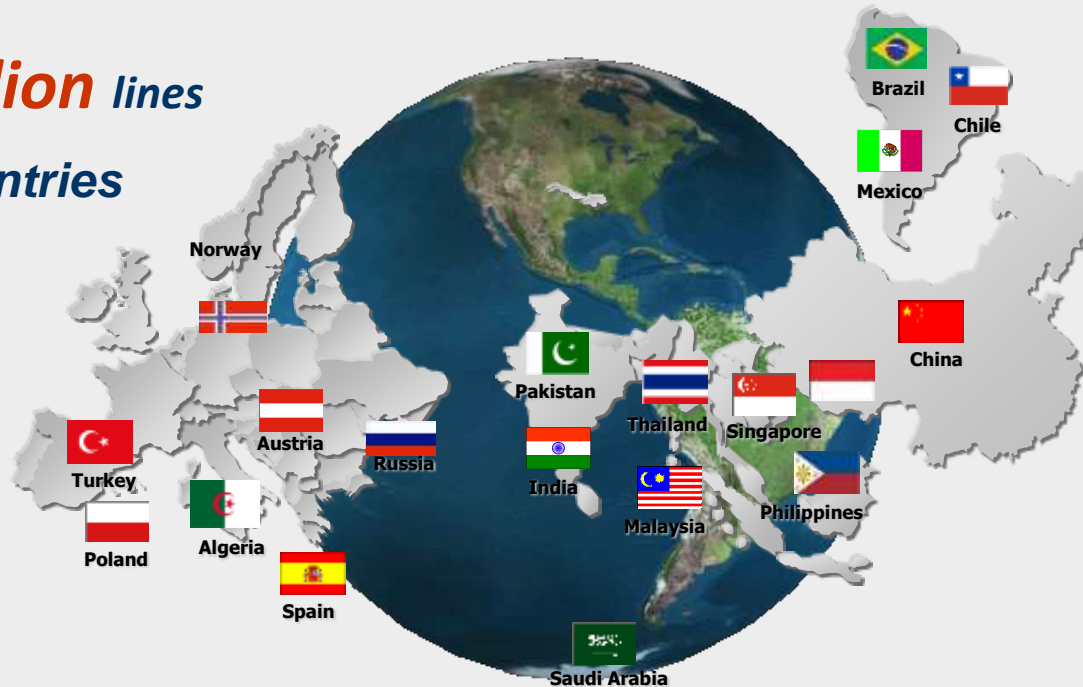 lion lines
ntries
Brazil
Chile
Mexico
Norway
China
Pakistan
Thailand
Singapore
Austria
Russia
Turkey
India
Malaysia
Philippines
Poland
Algeria
Spain
Saudi Arabia